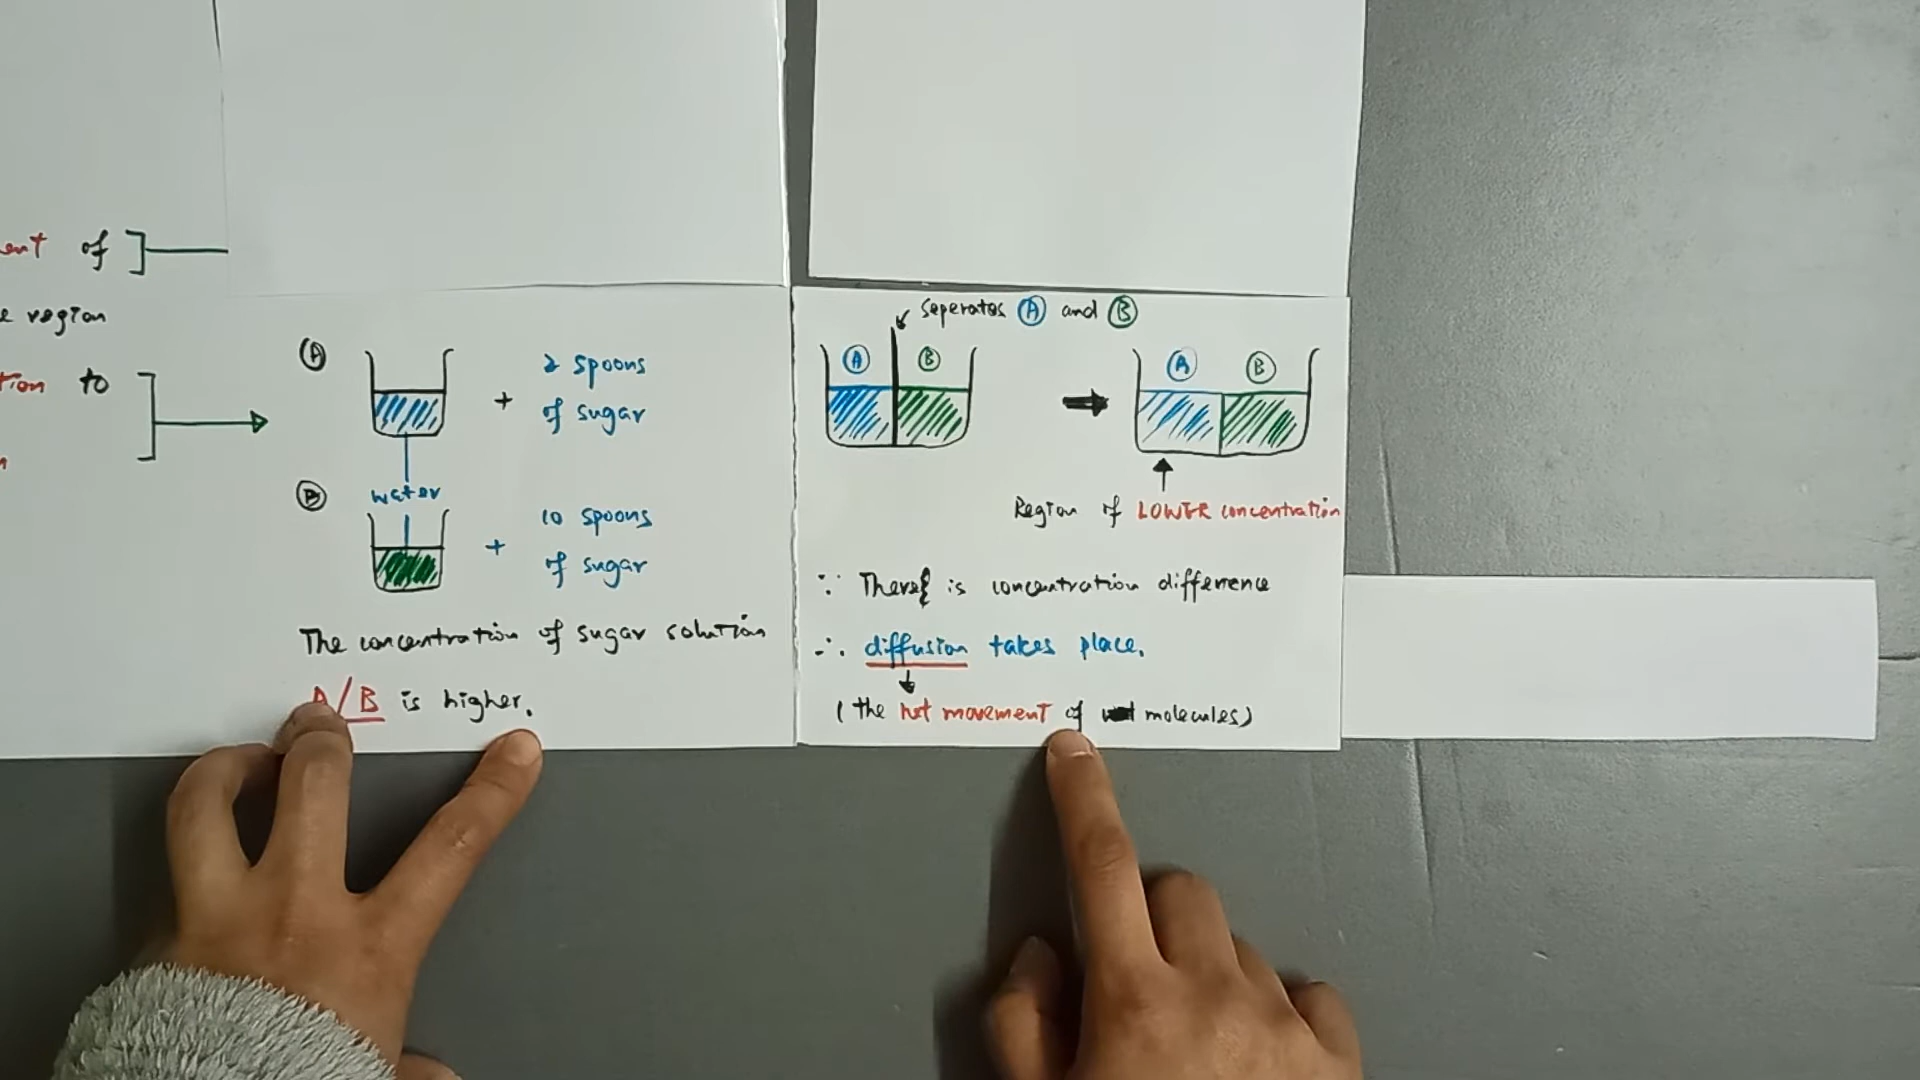 ent of
e region
tion to
n
A
2 spoons
+
of sugar
water
B
10 spoons
+
of sugar
The concentration of sugar solution
A/B is higher.
seperates A and B
A B
A B
Region of LOWER concentration
∵ There is concentration difference
∴ diffusion takes place.
(the net movement of molecules)